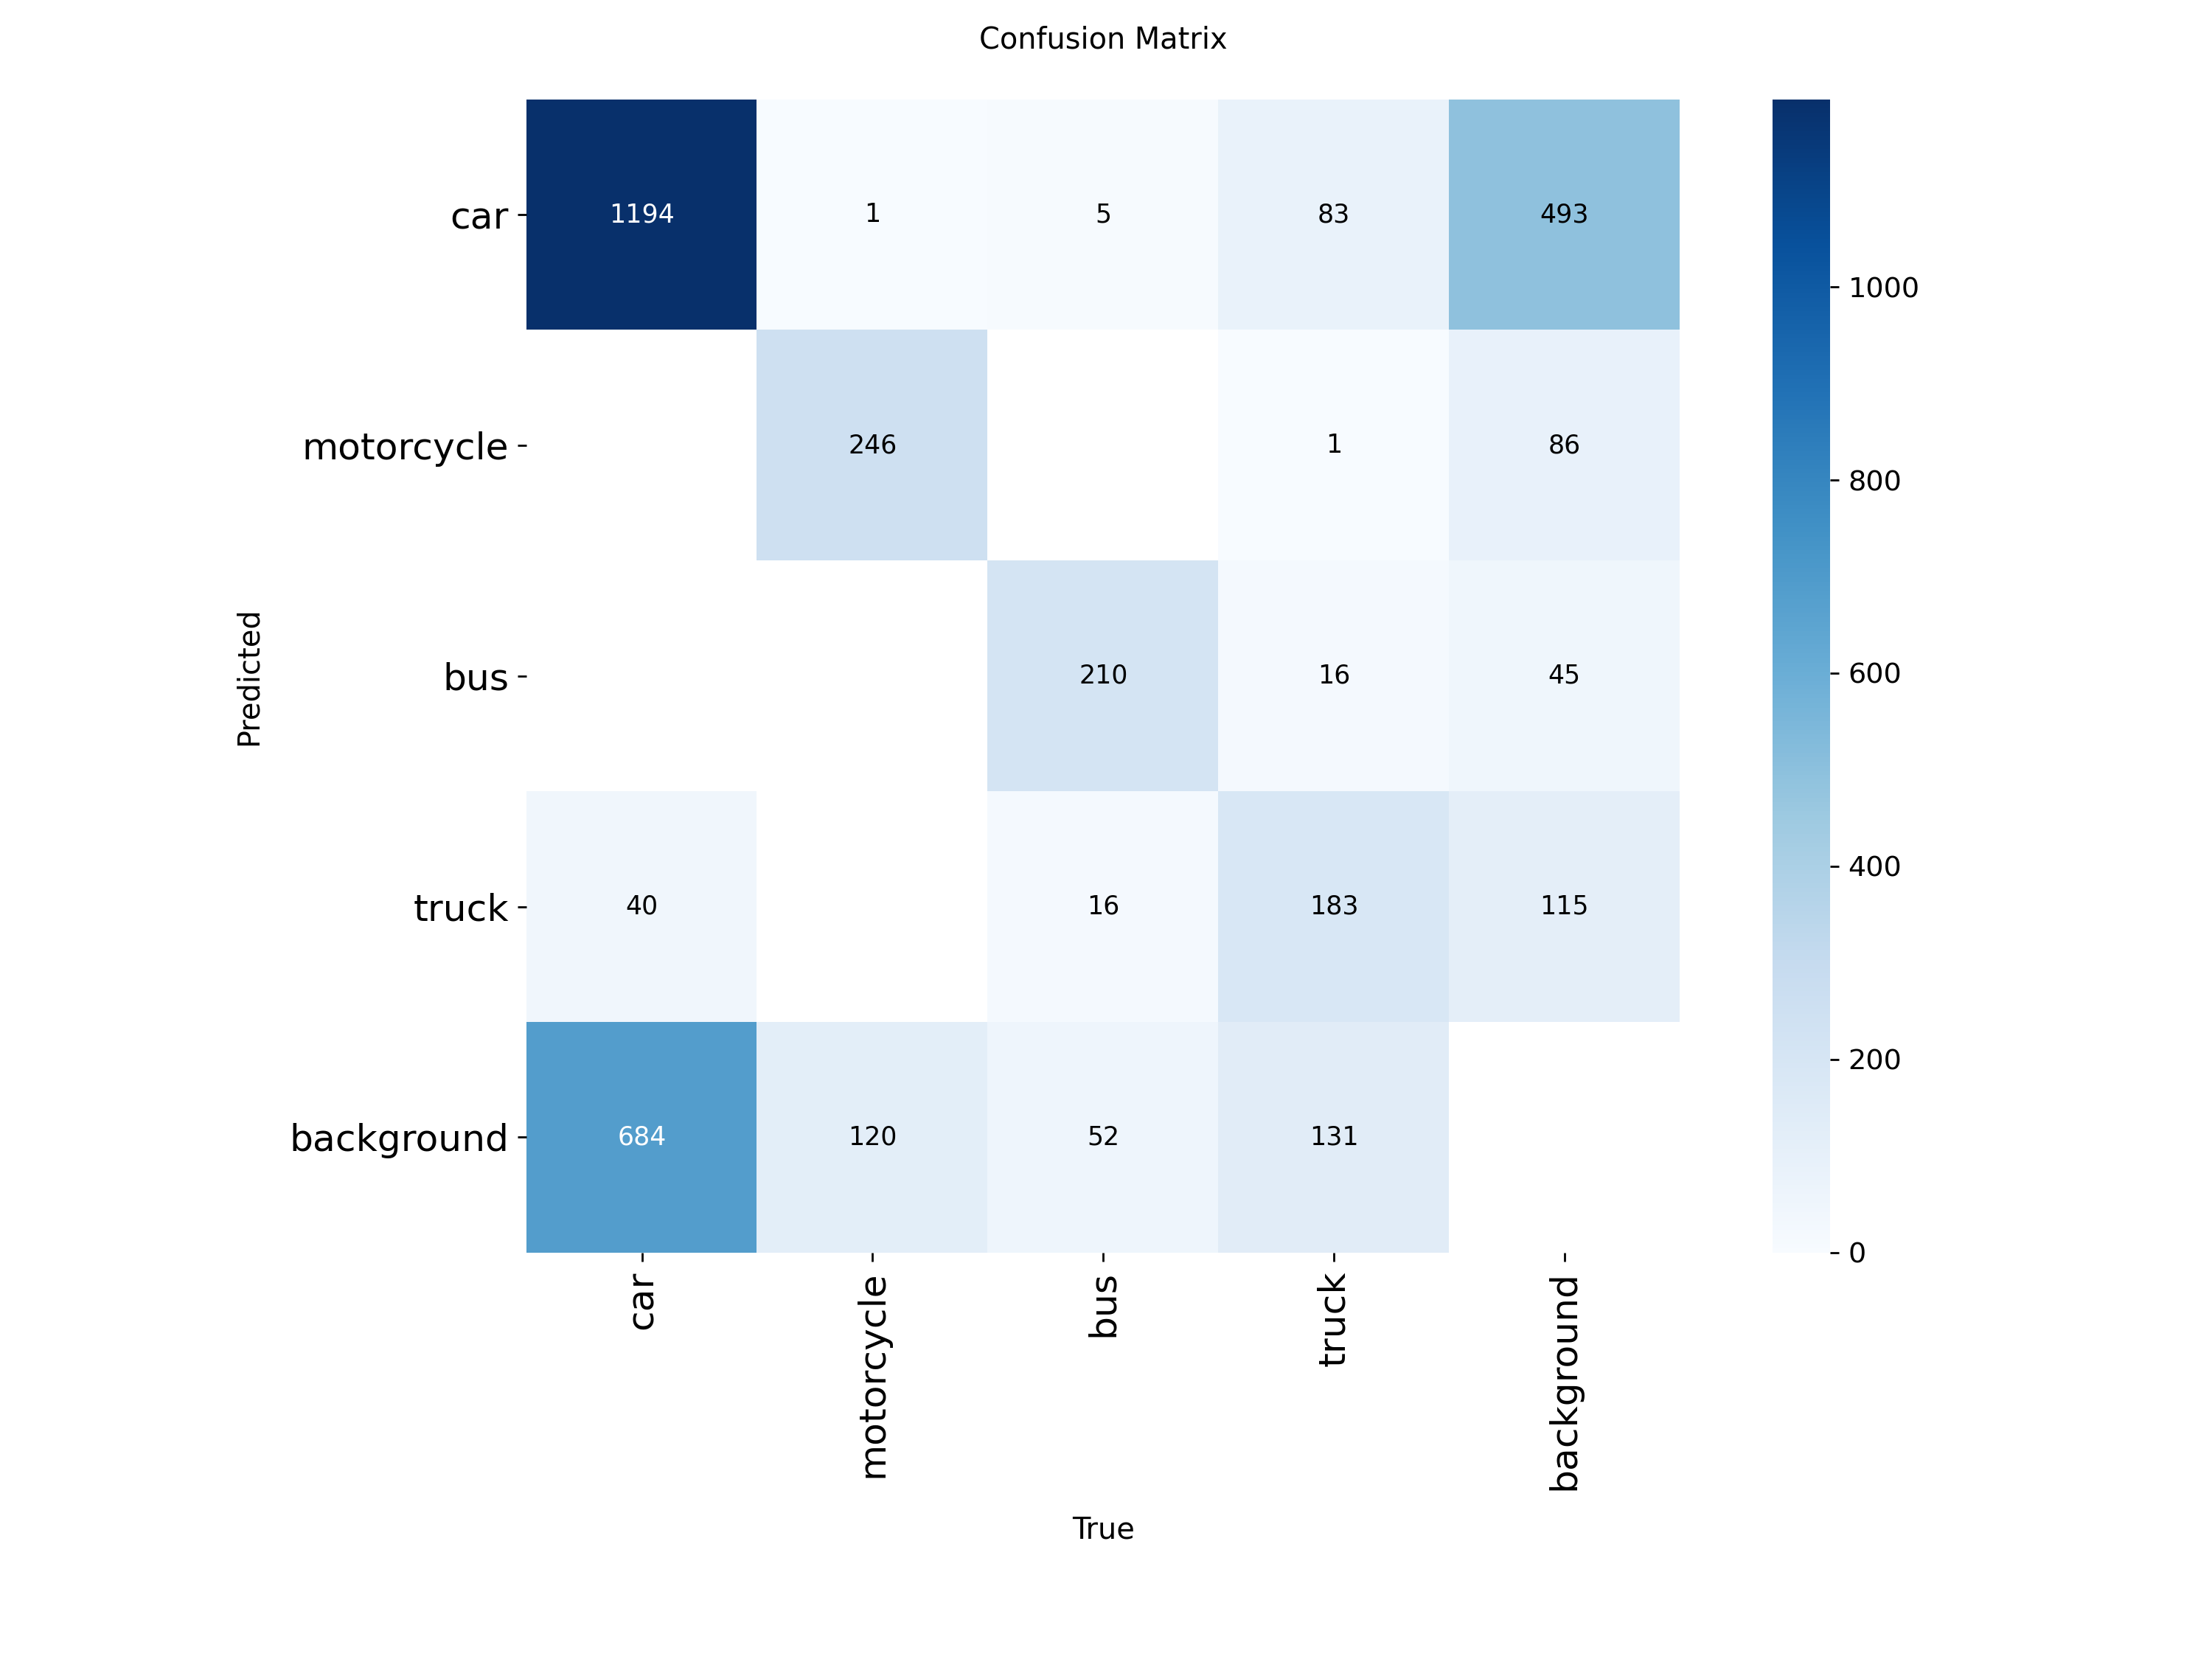 Confusion Matrix
car
1194 1 5 83 493
motorcycle
246 1 86
bus
210 16 45
truck
40 16 183 115
background
684 120 52 131
Predicted
car
motorcycle
bus
truck
background
True
1000
800
600
400
200
0